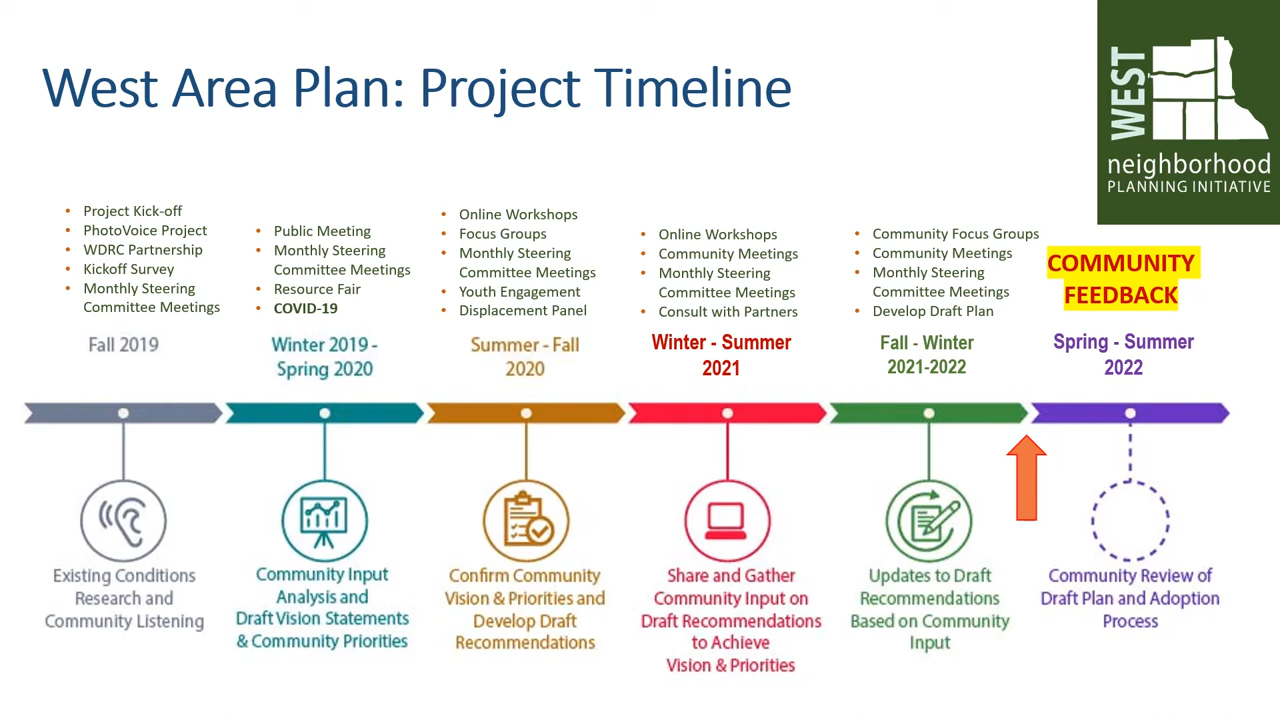 West Area Plan: Project Timeline
WEST
neighborhood
PLANNING INITIATIVE
• Project Kick-off
• PhotoVoice Project
• WDRC Partnership
• Kickoff Survey
• Monthly Steering
Committee Meetings
Fall 2019
• Public Meeting
• Monthly Steering
Committee Meetings
• Resource Fair
• COVID-19
Winter 2019 -
Spring 2020
• Online Workshops
• Focus Groups
• Monthly Steering
Committee Meetings
• Youth Engagement
• Displacement Panel
Summer - Fall
2020
• Online Workshops
• Community Meetings
• Monthly Steering
Committee Meetings
• Consult with Partners
Winter - Summer
2021
• Community Focus Groups
• Community Meetings
• Monthly Steering
Committee Meetings
• Develop Draft Plan
Fall - Winter
2021-2022
COMMUNITY
FEEDBACK
Spring - Summer
2022
Existing Conditions
Research and
Community Listening
Community Input
Analysis and
Draft Vision Statements
& Community Priorities
Confirm Community
Vision & Priorities and
Develop Draft
Recommendations
Share and Gather
Community Input on
Draft Recommendations
to Achieve
Vision & Priorities
Updates to Draft
Recommendations
Based on Community
Input
Community Review of
Draft Plan and Adoption
Process